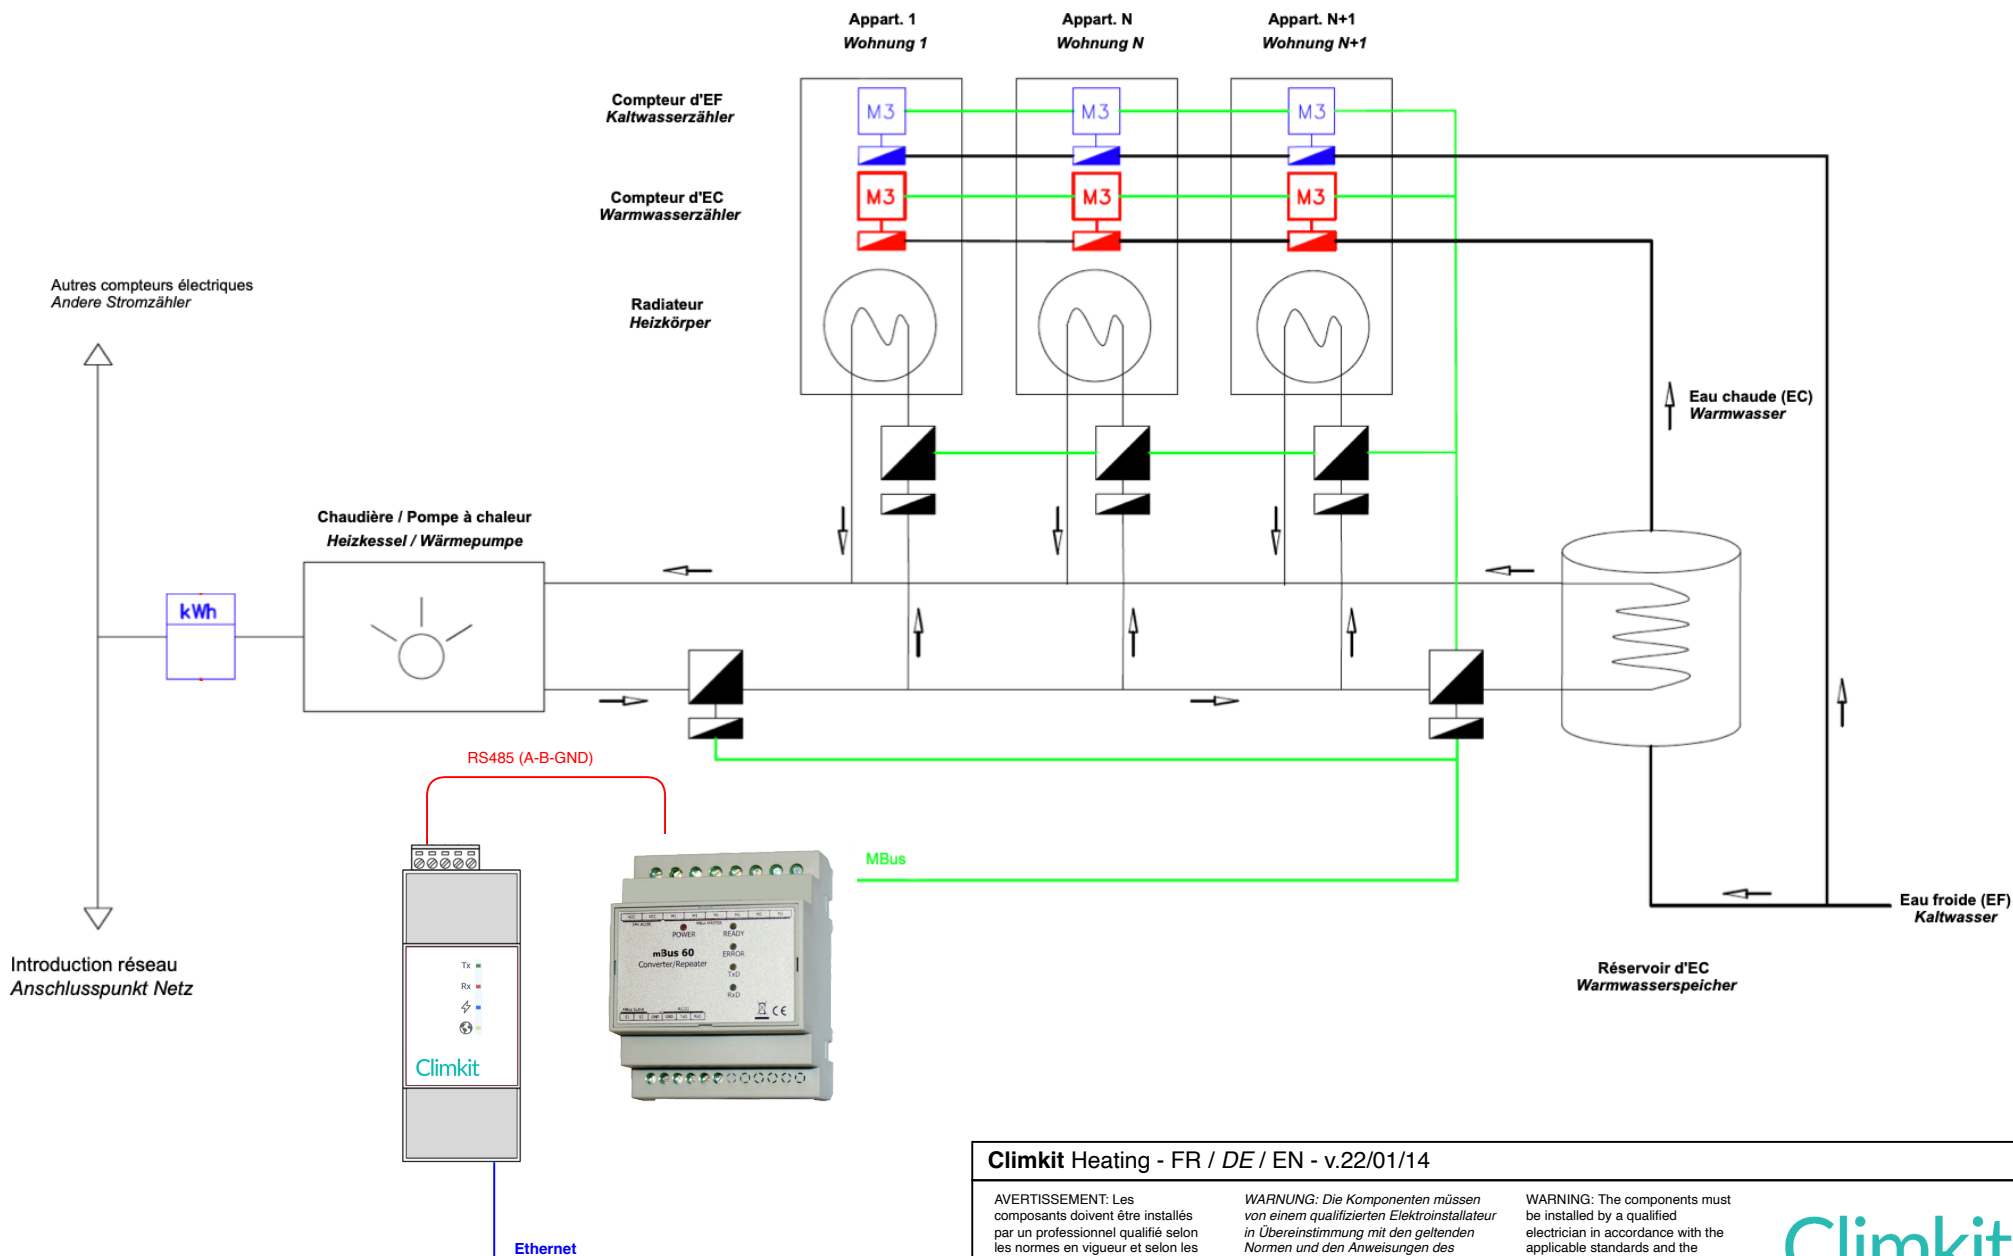 Appart. 1
Wohnung 1
Appart. N
Wohnung N
Appart. N+1
Wohnung N+1
Compteur d'EF
Kaltwasserzähler
M3
M3
M3
Compteur d'EC
Warmwasserzähler
M3
M3
M3
Radiateur
Heizkörper
Autres compteurs électriques
Andere Stromzähler
Eau chaude (EC)
Warmwasser
Chaudière / Pompe à chaleur
Heizkessel / Wärmepumpe
kWh
RS485 (A-B-GND)
MBus
Eau froide (EF)
Kaltwasser
Introduction réseau
Anschlusspunkt Netz
Réservoir d'EC
Warmwasserspeicher
Tx
Rx
Climkit
POWER
READY
mBus 60
Converter/Repeater
ERROR
TxD
RxD
CE
Ethernet
Climkit Heating - FR / DE / EN - v.22/01/14
AVERTISSEMENT: Les
composants doivent être installés
par un professionnel qualifié selon
les normes en vigueur et selon les
WARNUNG: Die Komponenten müssen
von einem qualifizierten Elektroinstallateur
in Übereinstimmung mit den geltenden
Normen und den Anweisungen des
WARNING: The components must
be installed by a qualified
electrician in accordance with the
applicable standards and the
Climkit